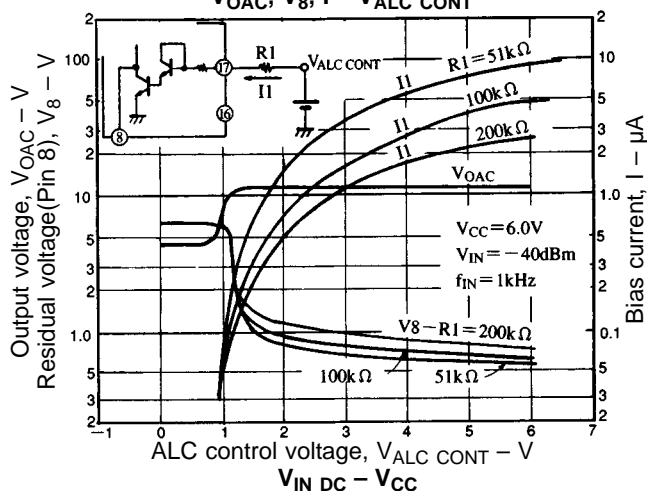 VOAC, V8, I – VALC CONT
Output voltage, VOAC – V
Residual voltage(Pin 8), V8 – V
2
100
5
3
2
10
5
3
2
1.0
5
3
2
17
R1
VALC CONT
I1
16
8
I1
R1=51kΩ
I1
100kΩ
I1
200kΩ
VOAC
VCC=6.0V
VIN=−40dBm
fIN=1kHz
V8−R1=200kΩ
100kΩ
51kΩ
2
10
5
3
2
1.0
5
3
2
0.1
5
3
2
Bias current, I – μA
−1
0
1
2
3
4
5
6
7
ALC control voltage, VALC CONT – V
VIN DC – VCC